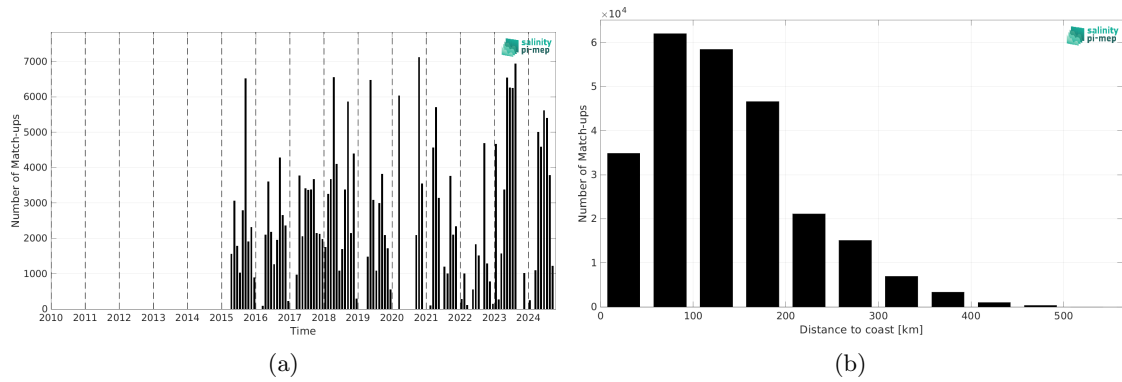 salinity
pi-mep
Number of Match-ups
7000
6000
5000
4000
3000
2000
1000
0
2010 2011 2012 2013 2014 2015 2016 2017 2018 2019 2020 2021 2022 2023 2024
Time
(a)
×10⁴
salinity
pi-mep
Number of Match-ups
6
5
4
3
2
1
0
0 100 200 300 400 500
Distance to coast [km]
(b)